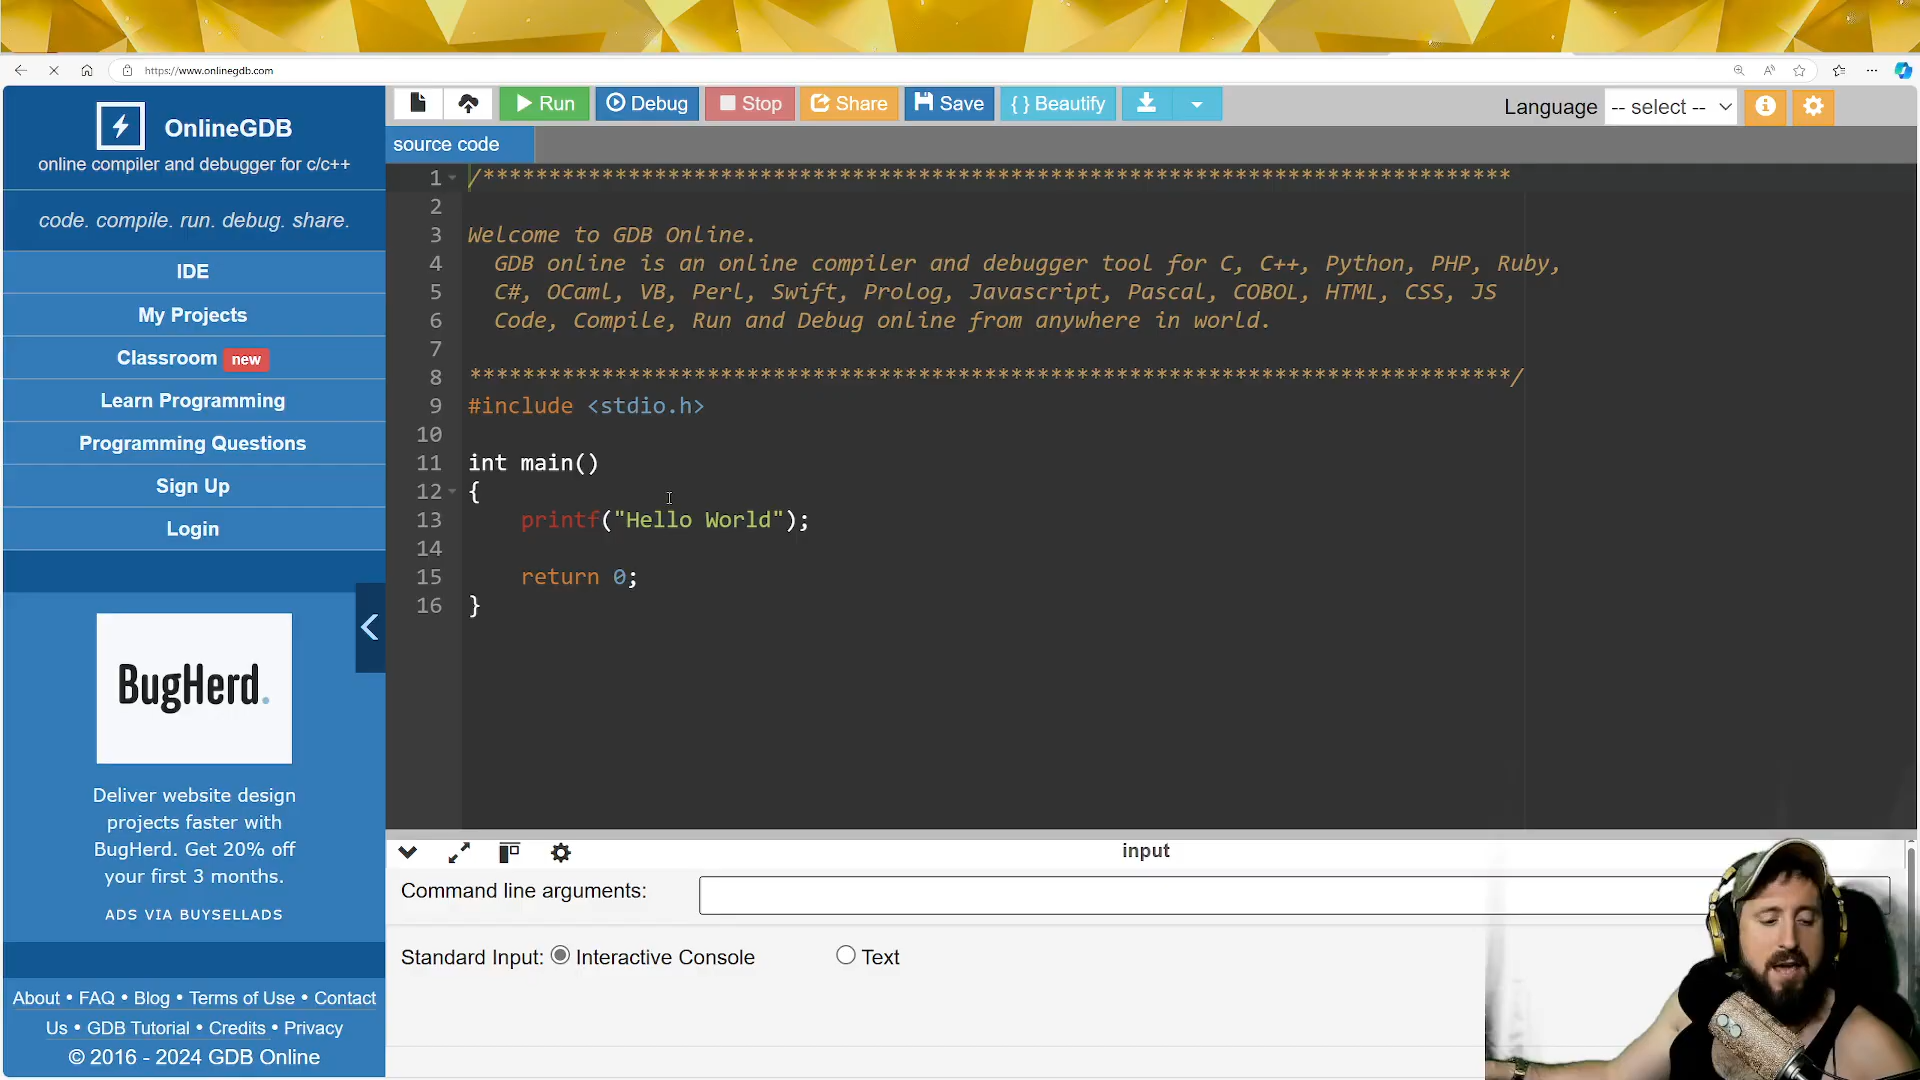 https://www.onlinegdb.com
OnlineGDB
online compiler and debugger for c/c++
code. compile. run. debug. share.
IDE
My Projects
Classroom new
Learn Programming
Programming Questions
Sign Up
Login
BugHerd.
Deliver website design
projects faster with
BugHerd. Get 20% off
your first 3 months.
ADS VIA BUYSELLADS
About • FAQ • Blog • Terms of Use • Contact
Us • GDB Tutorial • Credits • Privacy
© 2016 - 2024 GDB Online
Run Debug Stop Share Save { } Beautify Language -- select --
source code
1 /******************************************************************************
2
3 Welcome to GDB Online.
4 GDB online is an online compiler and debugger tool for C, C++, Python, PHP, Ruby,
5 C#, OCaml, VB, Perl, Swift, Prolog, Javascript, Pascal, COBOL, HTML, CSS, JS
6 Code, Compile, Run and Debug online from anywhere in world.
7
8 *******************************************************************************/
9 #include <stdio.h>
10
11 int main()
12 {
13 printf("Hello World");
14
15 return 0;
16 }
input
Command line arguments:
Standard Input: Interactive Console Text